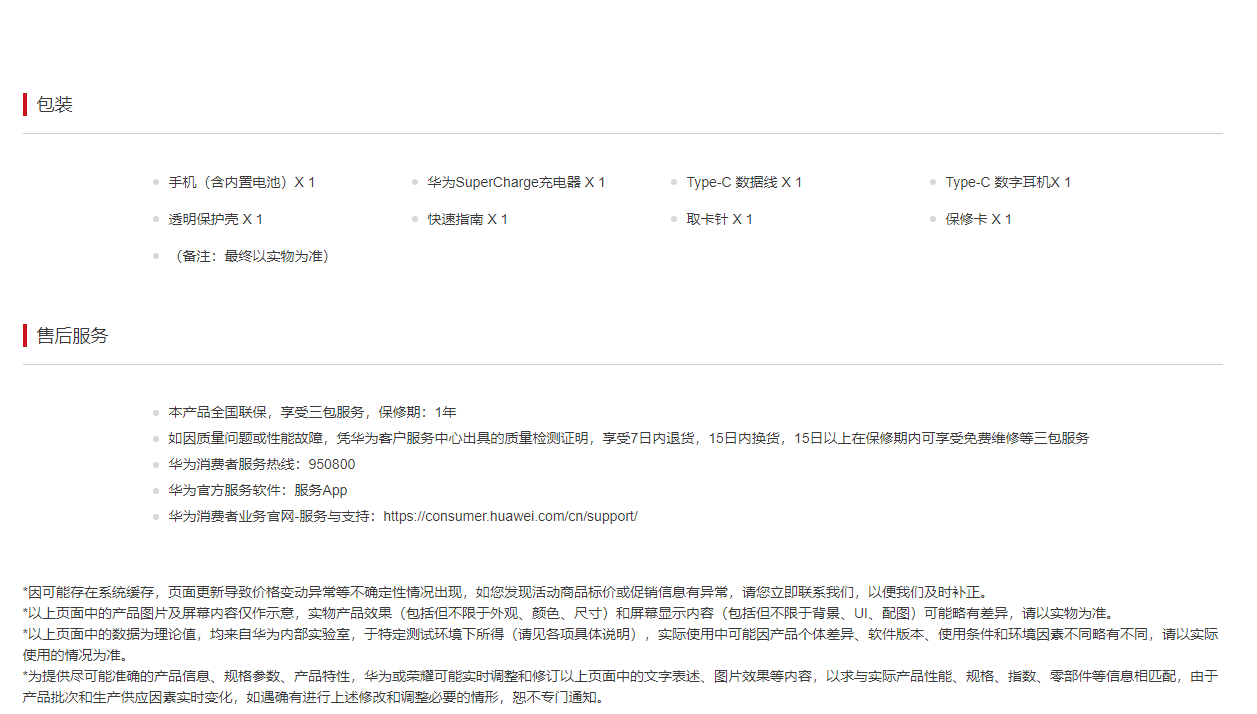 包装
手机（含内置电池）X 1 华为SuperCharge充电器 X 1 Type-C 数据线 X 1 Type-C 数字耳机X 1
透明保护壳 X 1 快速指南 X 1 取卡针 X 1 保修卡 X 1
（备注：最终以实物为准）
售后服务
本产品全国联保，享受三包服务，保修期：1年
如因质量问题或性能故障，凭华为客户服务中心出具的质量检测证明，享受7日内退货，15日内换货，15日以上在保修期内可享受免费维修等三包服务
华为消费者服务热线：950800
华为官方服务软件：服务App
华为消费者业务官网-服务与支持：https://consumer.huawei.com/cn/support/
*因可能存在系统缓存，页面更新导致价格变动异常等不确定性情况出现，如您发现活动商品标价或促销信息有异常，请您立即联系我们，以便我们及时补正。
*以上页面中的产品图片及屏幕内容仅作示意，实物产品效果（包括但不限于外观、颜色、尺寸）和屏幕显示内容（包括但不限于背景、UI、配图）可能略有差异，请以实物为准。
*以上页面中的数据为理论值，均来自华为内部实验室，于特定测试环境下所得（请见各项具体说明），实际使用中可能因产品个体差异、软件版本、使用条件和环境因素不同略有不同，请以实际
使用的情况为准。
*为提供尽可能准确的产品信息、规格参数、产品特性，华为或荣耀可能实时调整和修订以上页面中的文字表述、图片效果等内容，以求与实际产品性能、规格、指数、零部件等信息相匹配，由于
产品批次和生产供应因素实时变化，如遇确有进行上述修改和调整必要的情形，恕不专门通知。